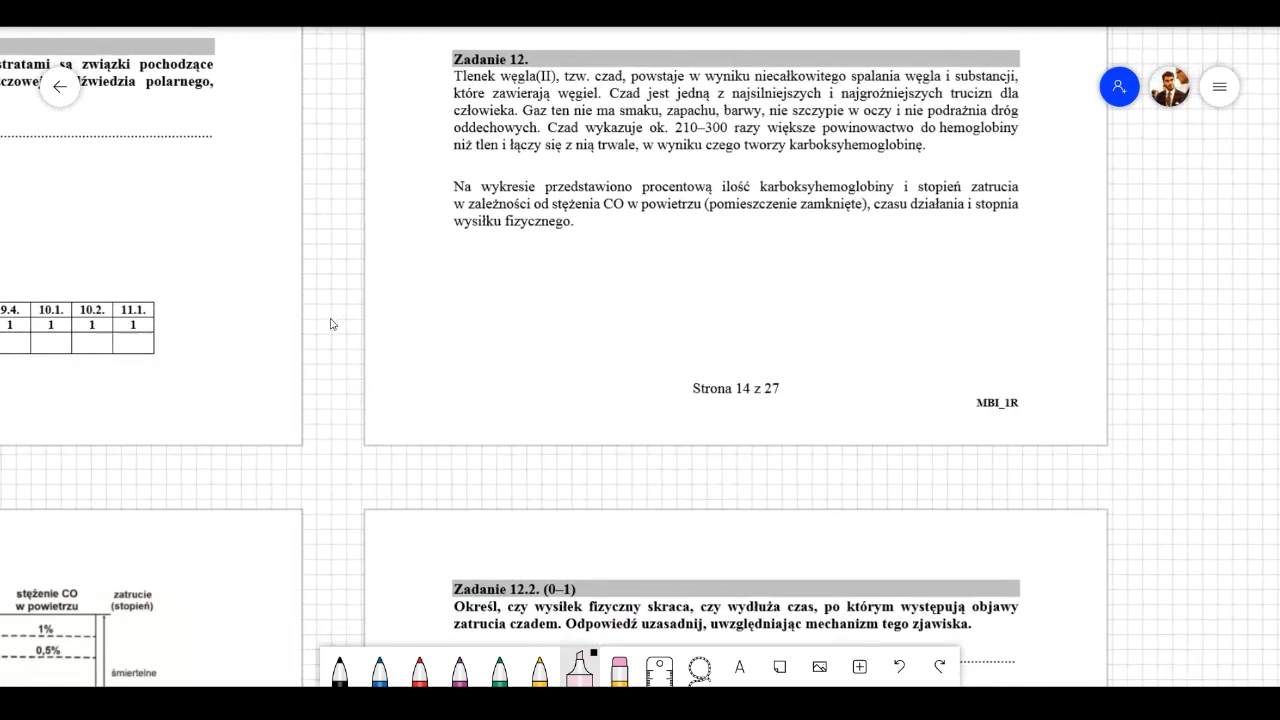 stratami są związki pochodzące
dźwiedzia polarnego,
9.4. 10.1. 10.2. 11.1.
1 1 1 1
stężenie CO w powietrzu
zatrucie (stopień)
1%
0,5%
śmiertelne
Zadanie 12.
Tlenek węgla(II), tzw. czad, powstaje w wyniku niecałkowitego spalania węgla i substancji,
które zawierają węgiel. Czad jest jedną z najsilniejszych i najgroźniejszych trucizn dla
człowieka. Gaz ten nie ma smaku, zapachu, barwy, nie szczypie w oczy i nie podrażnia dróg
oddechowych. Czad wykazuje ok. 210–300 razy większe powinowactwo do hemoglobiny
niż tlen i łączy się z nią trwale, w wyniku czego tworzy karboksyhemoglobinę.
Na wykresie przedstawiono procentową ilość karboksyhemoglobiny i stopień zatrucia
w zależności od stężenia CO w powietrzu (pomieszczenie zamknięte), czasu działania i stopnia
wysiłku fizycznego.
Strona 14 z 27
MBI_1R
Zadanie 12.2. (0–1)
Określ, czy wysiłek fizyczny skraca, czy wydłuża czas, po którym występują objawy
zatrucia czadem. Odpowiedź uzasadnij, uwzględniając mechanizm tego zjawiska.
A